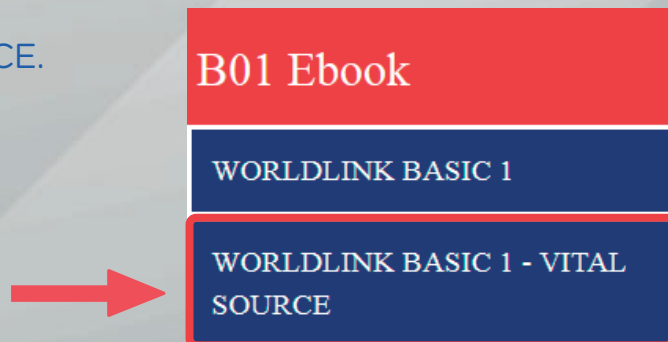 CE.
B01 Ebook
WORLDLINK BASIC 1
WORLDLINK BASIC 1 - VITAL
SOURCE